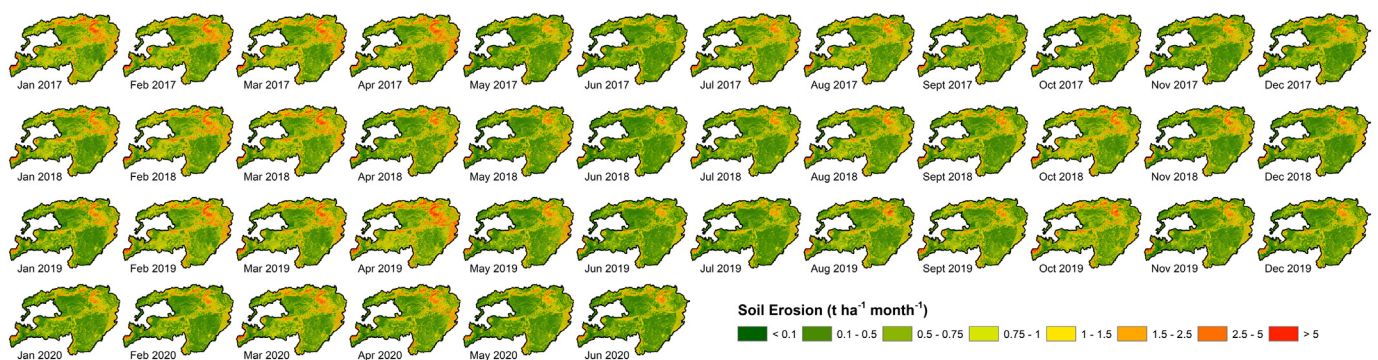 Jan 2017 Feb 2017 Mar 2017 Apr 2017 May 2017 Jun 2017 Jul 2017 Aug 2017 Sept 2017 Oct 2017 Nov 2017 Dec 2017
Jan 2018 Feb 2018 Mar 2018 Apr 2018 May 2018 Jun 2018 Jul 2018 Aug 2018 Sept 2018 Oct 2018 Nov 2018 Dec 2018
Jan 2019 Feb 2019 Mar 2019 Apr 2019 May 2019 Jun 2019 Jul 2019 Aug 2019 Sept 2019 Oct 2019 Nov 2019 Dec 2019
Jan 2020 Feb 2020 Mar 2020 Apr 2020 May 2020 Jun 2020
Soil Erosion (t ha⁻¹ month⁻¹)
< 0.1 0.1 - 0.5 0.5 - 0.75 0.75 - 1 1 - 1.5 1.5 - 2.5 2.5 - 5 > 5